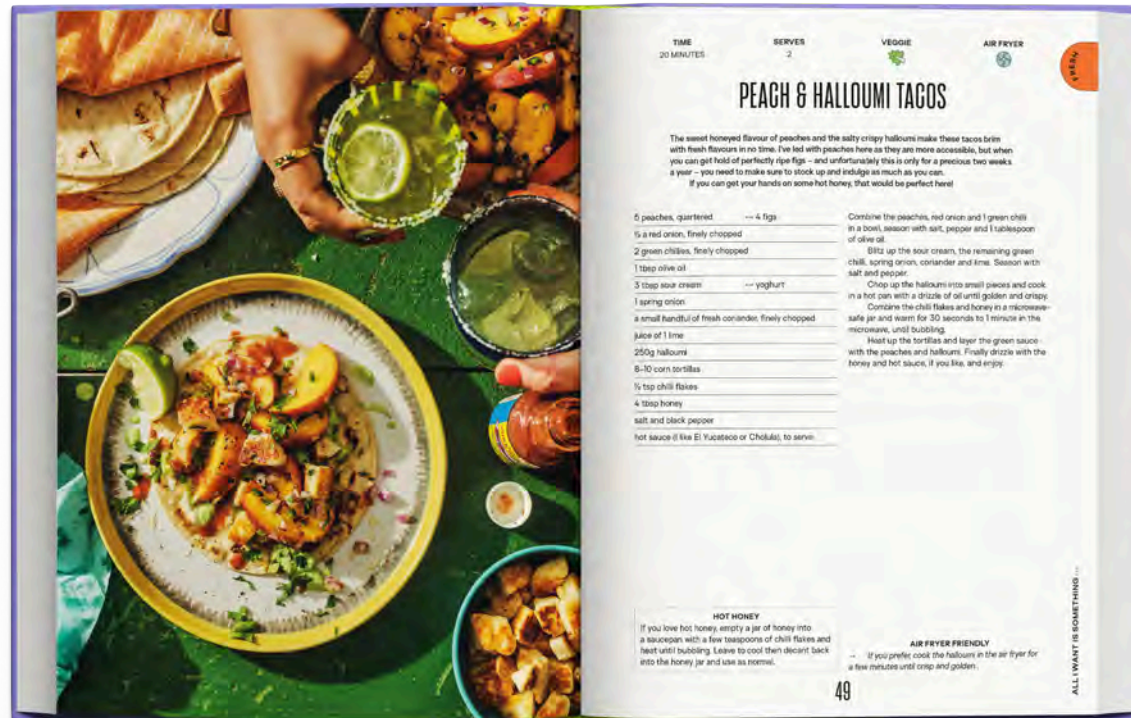 TIME
20 MINUTES
SERVES
2
VEGGIE
AIR FRYER
FRESH
PEACH & HALLOUMI TACOS
The sweet honeyed flavour of peaches and the salty crispy halloumi make these tacos brim
with fresh flavours in no time. I've led with peaches here as they are more accessible, but when
you can get hold of perfectly ripe figs – and unfortunately this is only for a precious two weeks
a year – you need to make sure to stock up and indulge as much as you can.
If you can get your hands on some hot honey, that would be perfect here!
5 peaches, quartered
4 figs
½ a red onion, finely chopped
2 green chillies, finely chopped
1 tbsp olive oil
3 tbsp sour cream
yoghurt
1 spring onion
a small handful of fresh coriander, finely chopped
juice of 1 lime
250g halloumi
8–10 corn tortillas
½ tsp chilli flakes
4 tbsp honey
salt and black pepper
hot sauce (I like El Yucateco or Cholula), to serve
Combine the peaches, red onion and 1 green chilli
in a bowl, season with salt, pepper and 1 tablespoon
of olive oil.
Blitz up the sour cream, the remaining green
chilli, spring onion, coriander and lime. Season with
salt and pepper.
Chop up the halloumi into small pieces and cook
in a hot pan with a drizzle of oil until golden and crispy.
Combine the chilli flakes and honey in a microwave-
safe jar and warm for 30 seconds to 1 minute in the
microwave, until bubbling.
Heat up the tortillas and layer the green sauce
with the peaches and halloumi. Finally drizzle with the
honey and hot sauce, if you like, and enjoy.
HOT HONEY
If you love hot honey, empty a jar of honey into
a saucepan with a few teaspoons of chilli flakes and
heat until bubbling. Leave to cool then decant back
into the honey jar and use as normal.
AIR FRYER FRIENDLY
→ If you prefer, cook the halloumi in the air fryer for
a few minutes until crisp and golden.
49
ALL I WANT IS SOMETHING...